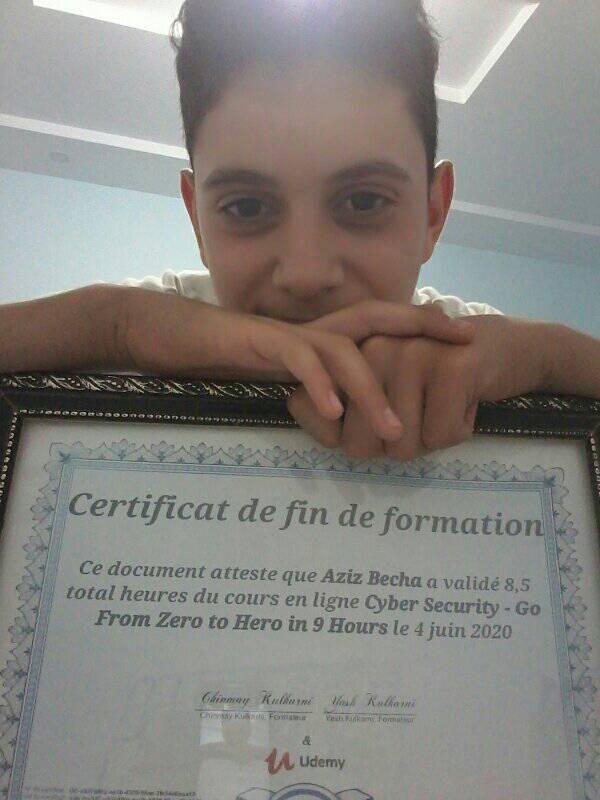 Certificat de fin de formation
Ce document atteste que Aziz Becha a validé 8,5
total heures du cours en ligne Cyber Security - Go
From Zero to Hero in 9 Hours le 4 juin 2020
Chinmay Kulkarni Yash Kulkarni
Chinmay Kulkarni, Formateur Yash Kulkarni, Formateur
&
Udemy